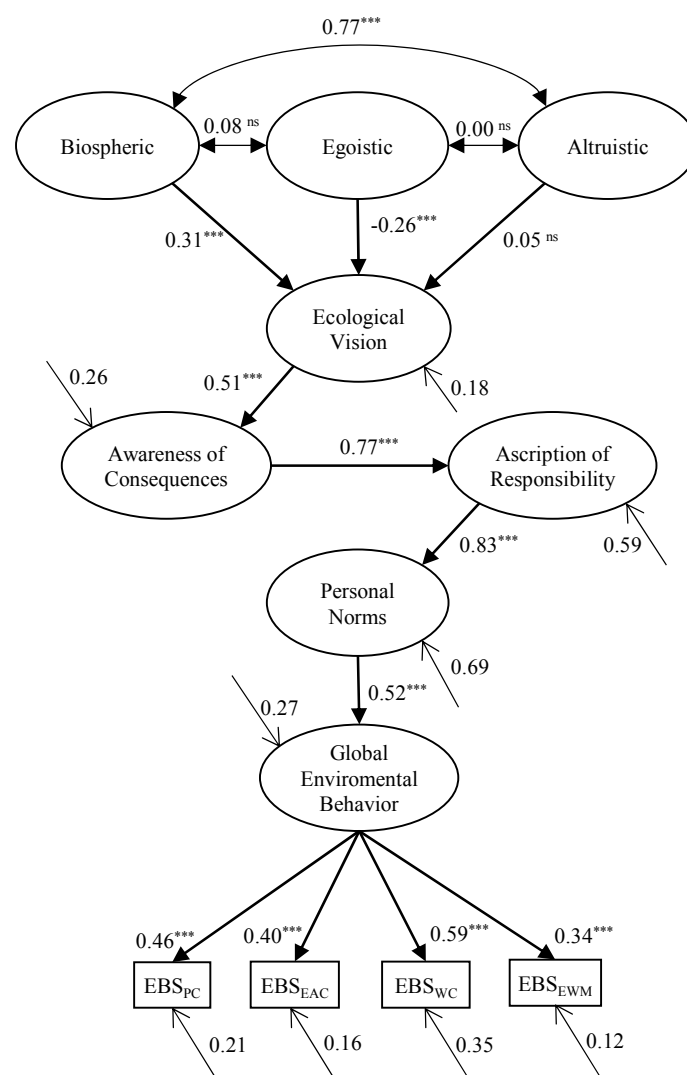 0.77***
0.08 ns
0.00 ns
Biospheric
Egoistic
Altruistic
0.31***
-0.26***
0.05 ns
Ecological
Vision
0.26
0.51***
0.18
Awareness of
Consequences
0.77***
Ascription of
Responsibility
0.83***
0.59
Personal
Norms
0.69
0.52***
0.27
Global
Enviromental
Behavior
0.46***
0.40***
0.59***
0.34***
EBSPC
EBSEAC
EBSWC
EBSEWM
0.21
0.16
0.35
0.12